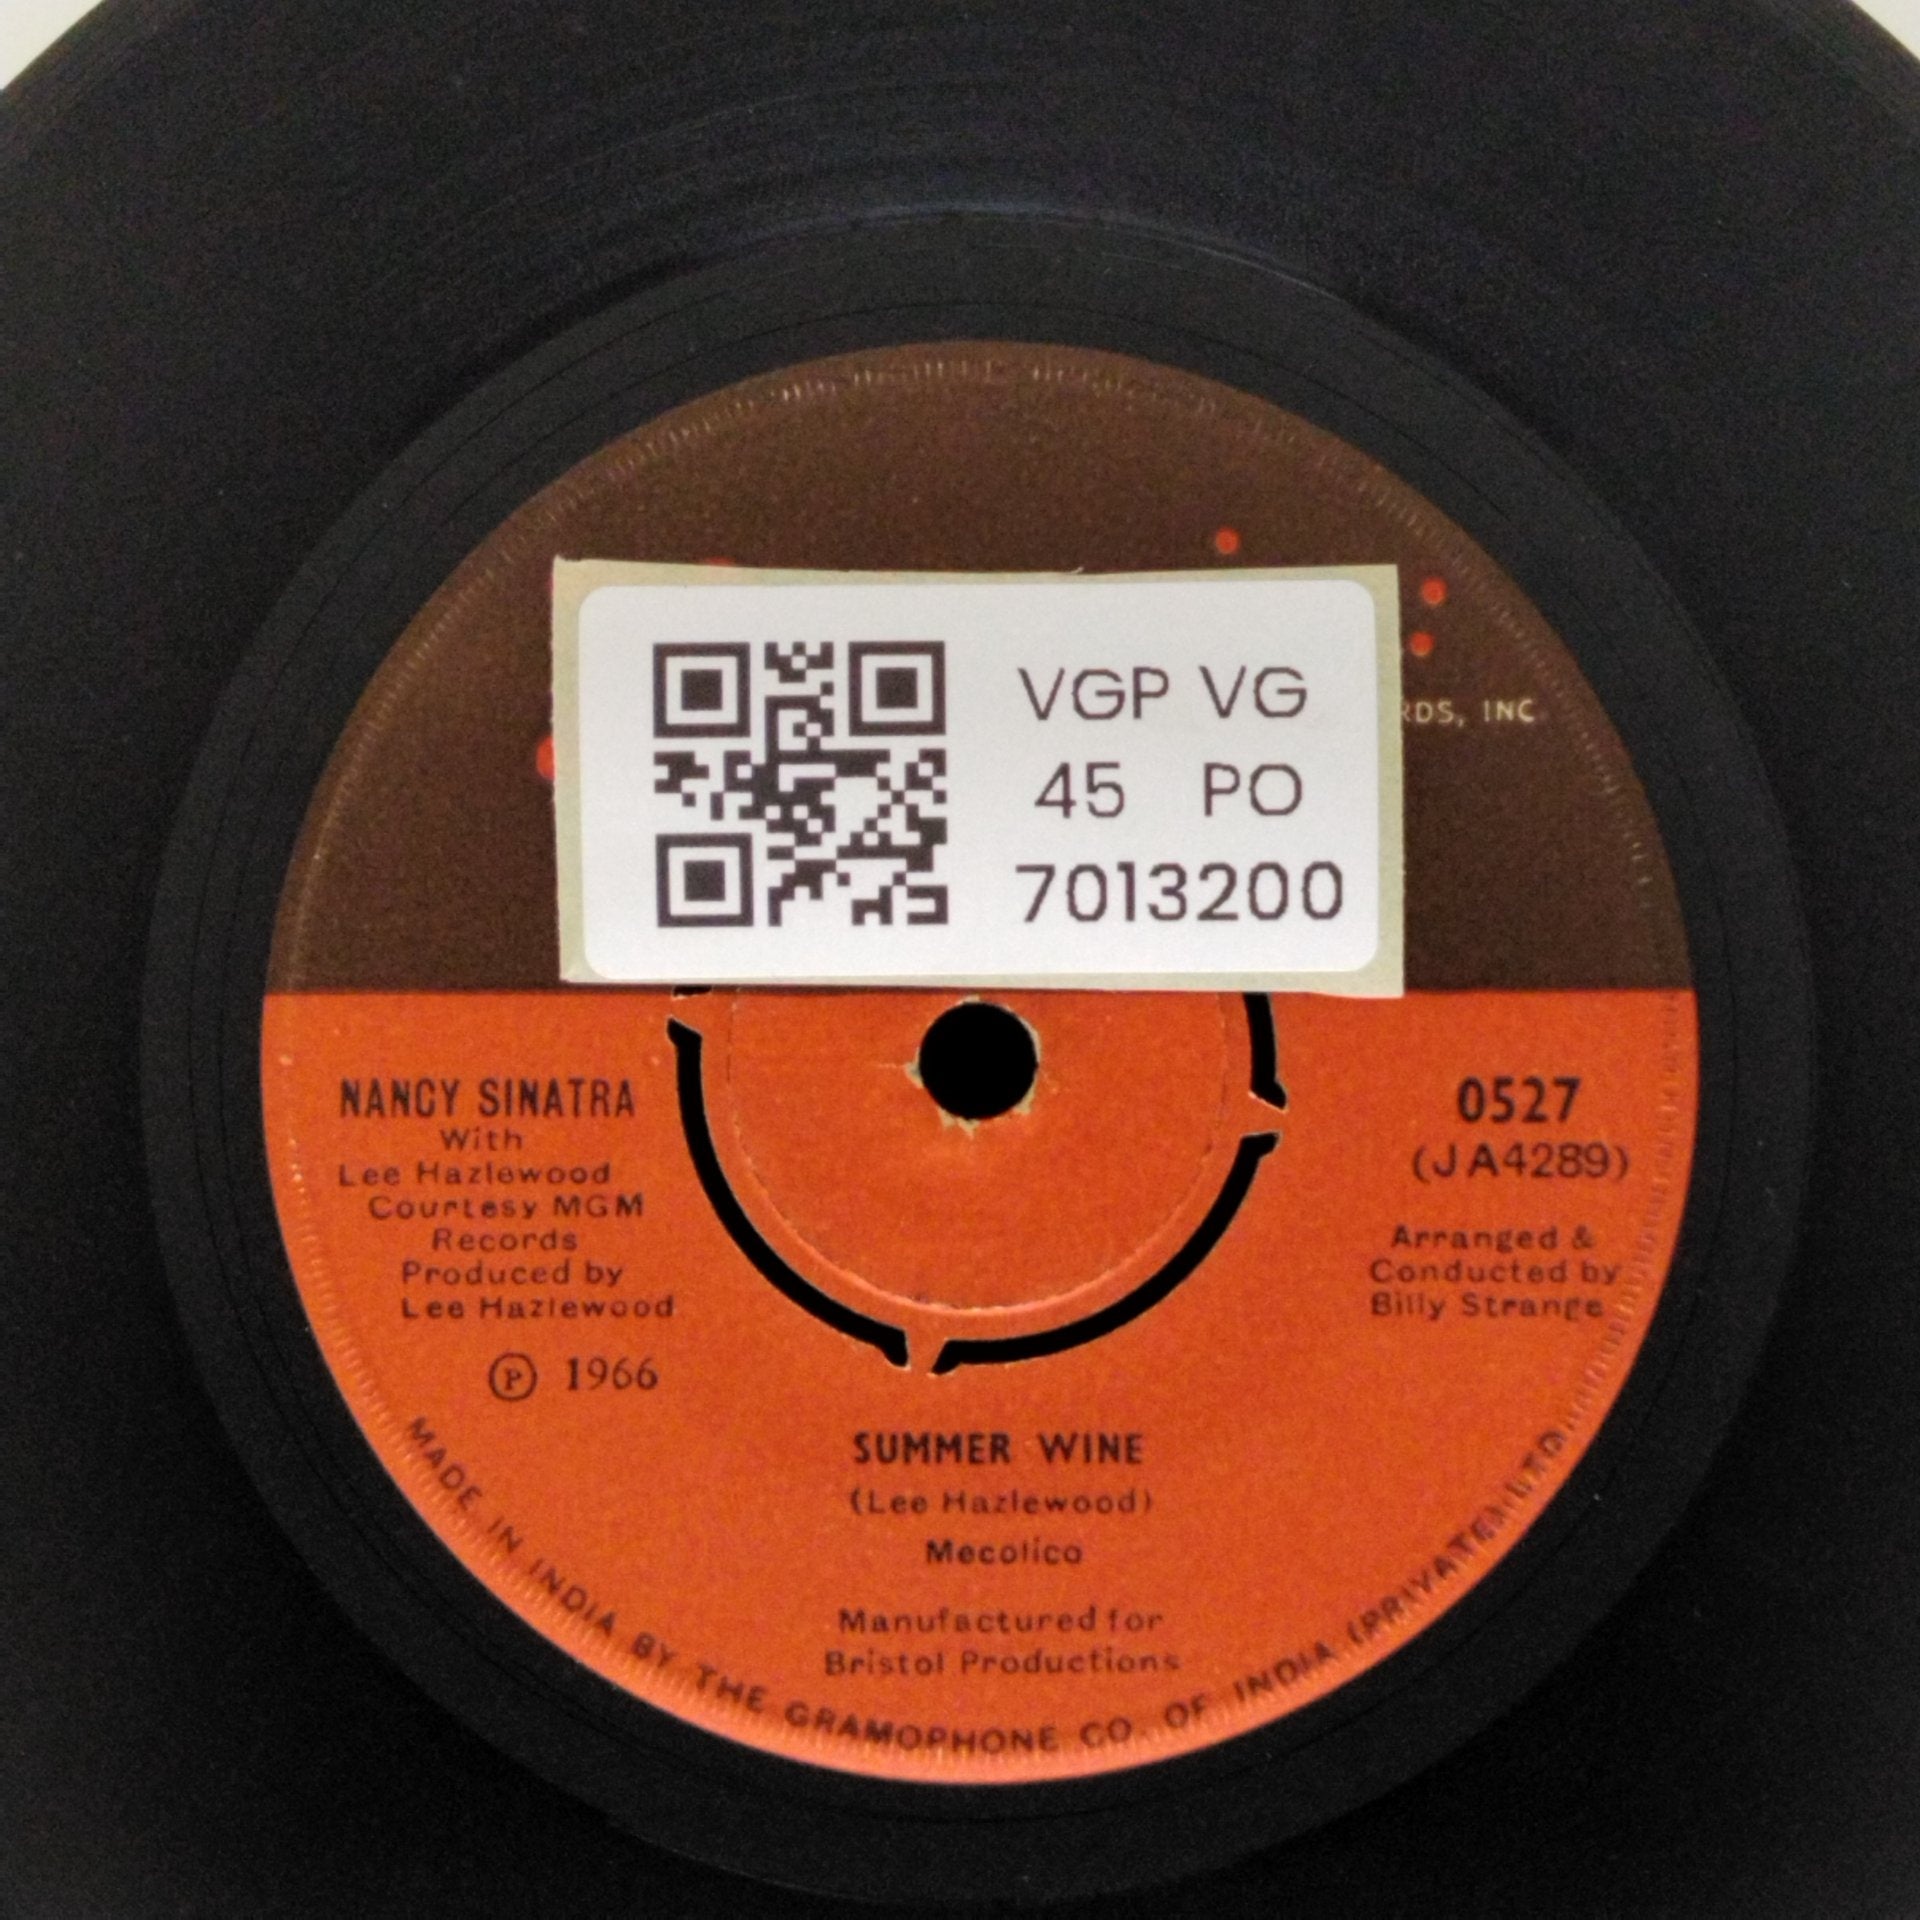 VGP VG
45 PO
7013200
RDS, INC
NANCY SINATRA
With
Lee Hazlewood
Courtesy MGM
Records
Produced by
Lee Hazlewood
Ⓟ 1966
0527
(JA4289)
Arranged &
Conducted by
Billy Strange
SUMMER WINE
(Lee Hazlewood)
Mecolico
Manufactured for
Bristol Productions
MADE IN INDIA BY THE GRAMOPHONE CO. OF INDIA (PRIVATE) LTD.